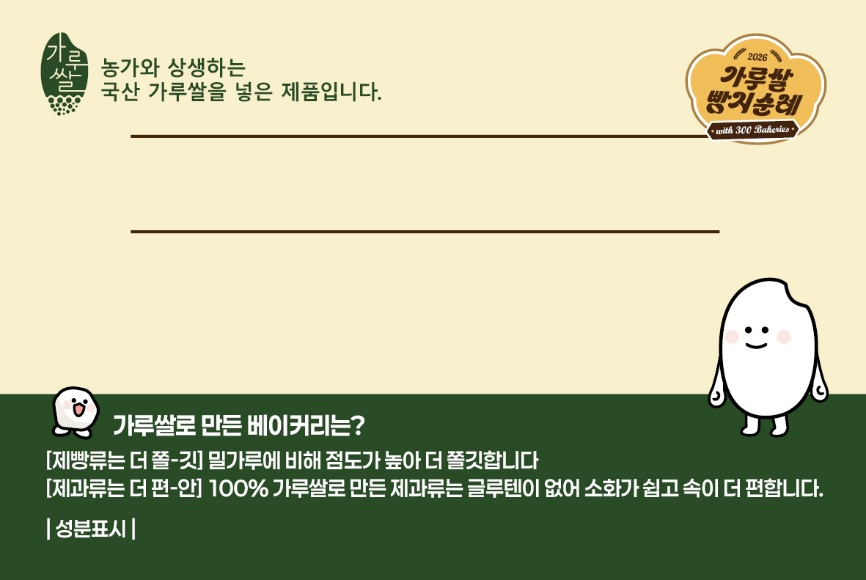 가루쌀
농가와 상생하는
국산 가루쌀을 넣은 제품입니다.
2026
가루쌀
빵지순례
with 300 Bakeries
가루쌀로 만든 베이커리는?
[제빵류는 더 쫄-깃] 밀가루에 비해 점도가 높아 더 쫄깃합니다
[제과류는 더 편-안] 100% 가루쌀로 만든 제과류는 글루텐이 없어 소화가 쉽고 속이 더 편합니다.
| 성분표시 |